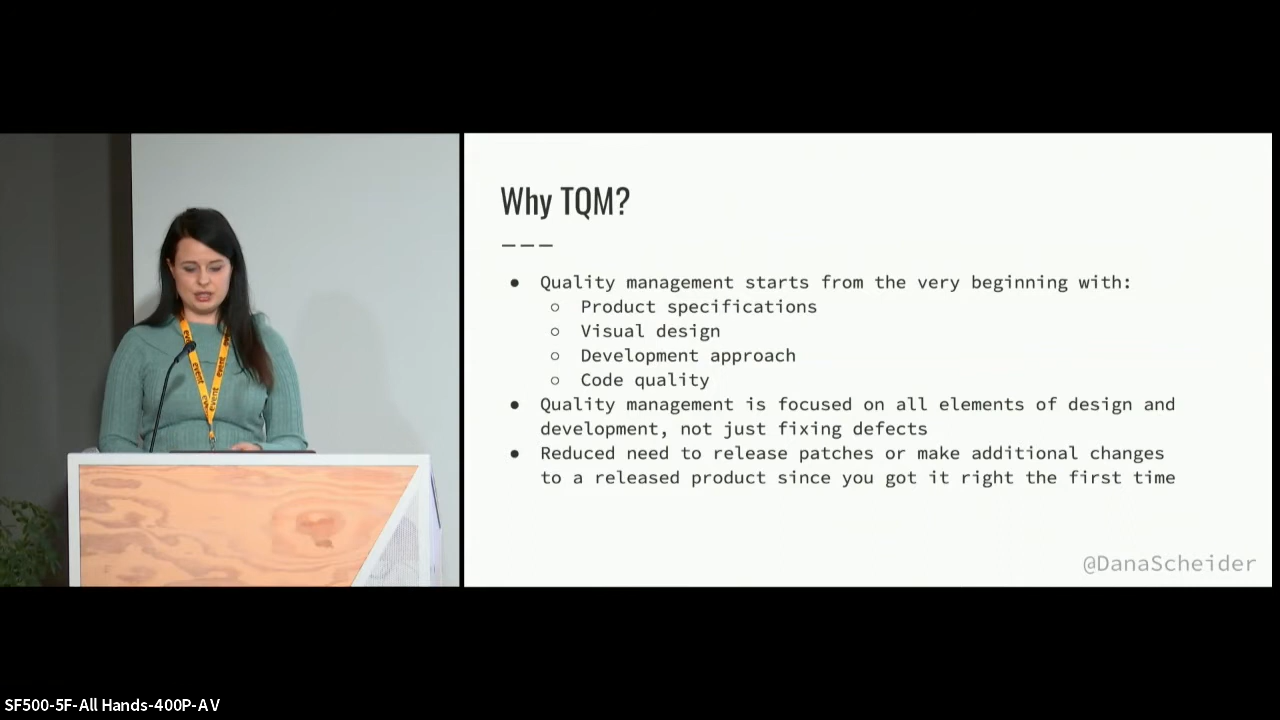 Why TQM?
● Quality management starts from the very beginning with:
○ Product specifications
○ Visual design
○ Development approach
○ Code quality
● Quality management is focused on all elements of design and
development, not just fixing defects
● Reduced need to release patches or make additional changes
to a released product since you got it right the first time
@DanaScheider
event
event
event
SF500-5F-All Hands-400P-AV